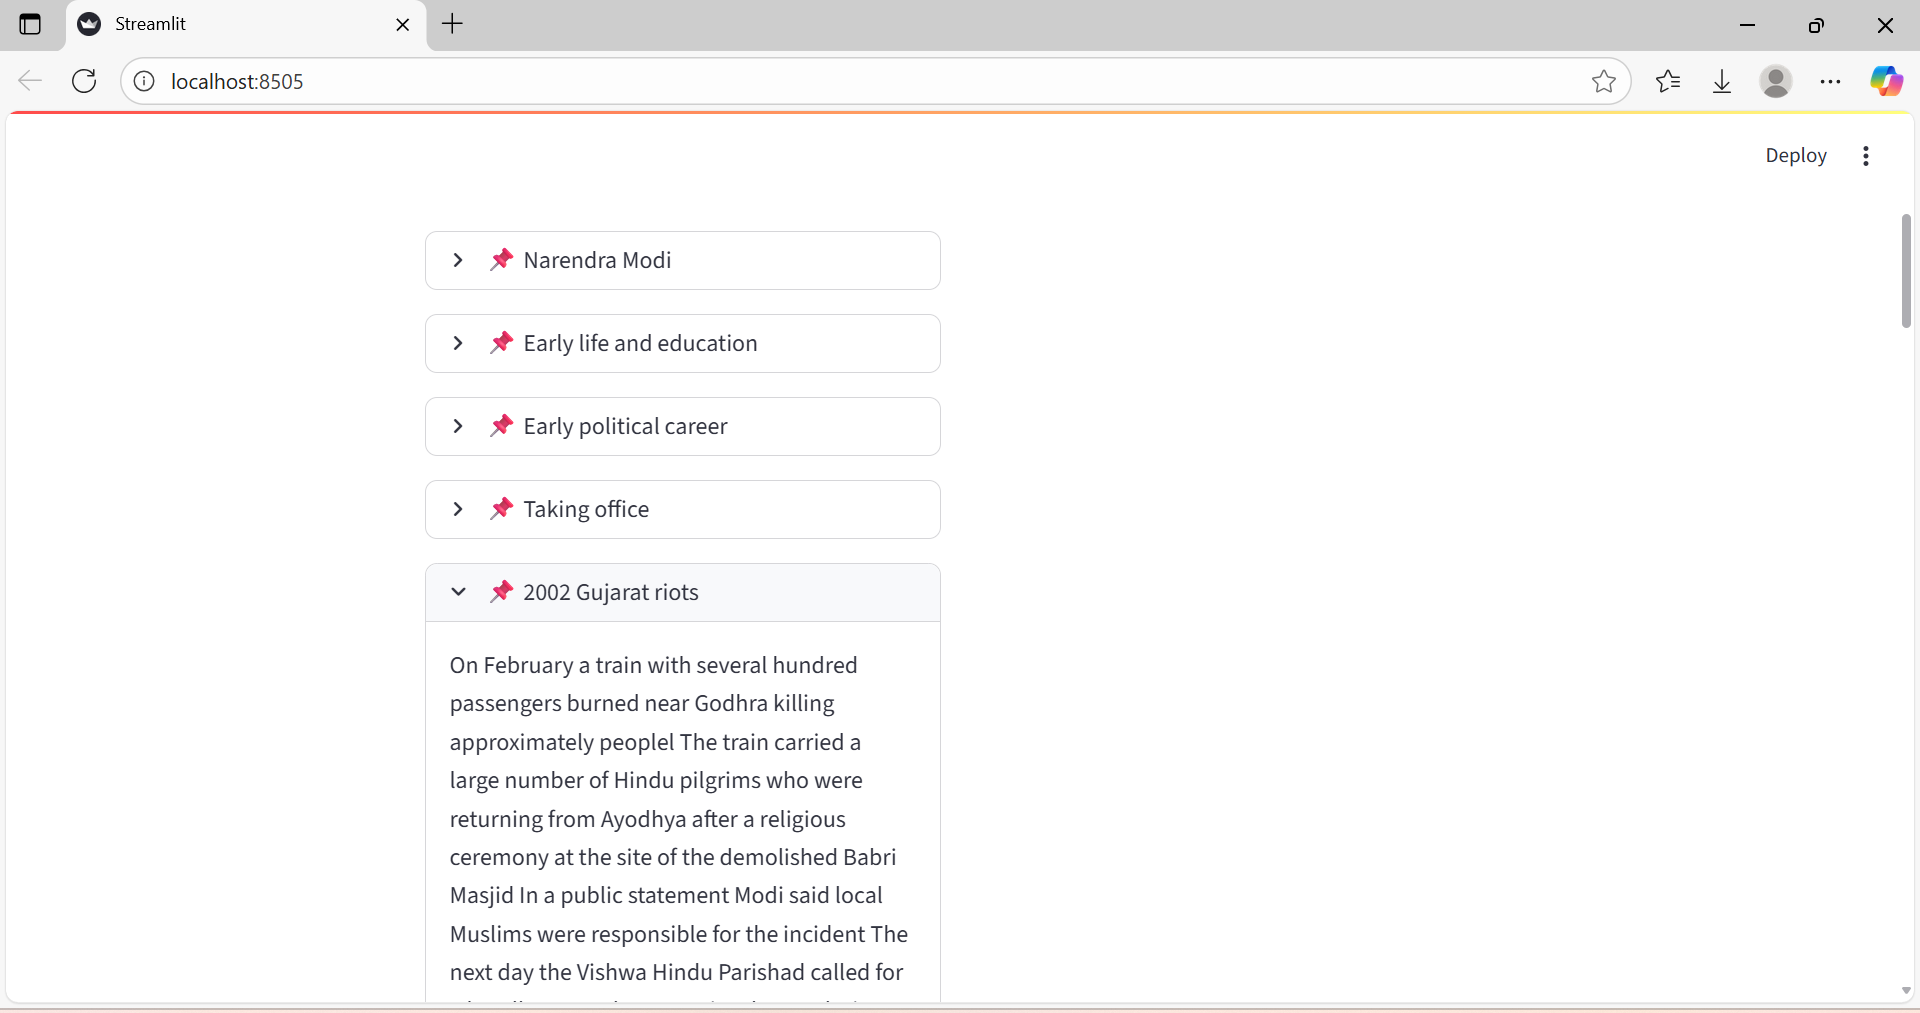 Streamlit
localhost:8505
Deploy
Narendra Modi
Early life and education
Early political career
Taking office
2002 Gujarat riots
On February a train with several hundred
passengers burned near Godhra killing
approximately peoplel The train carried a
large number of Hindu pilgrims who were
returning from Ayodhya after a religious
ceremony at the site of the demolished Babri
Masjid In a public statement Modi said local
Muslims were responsible for the incident The
next day the Vishwa Hindu Parishad called for